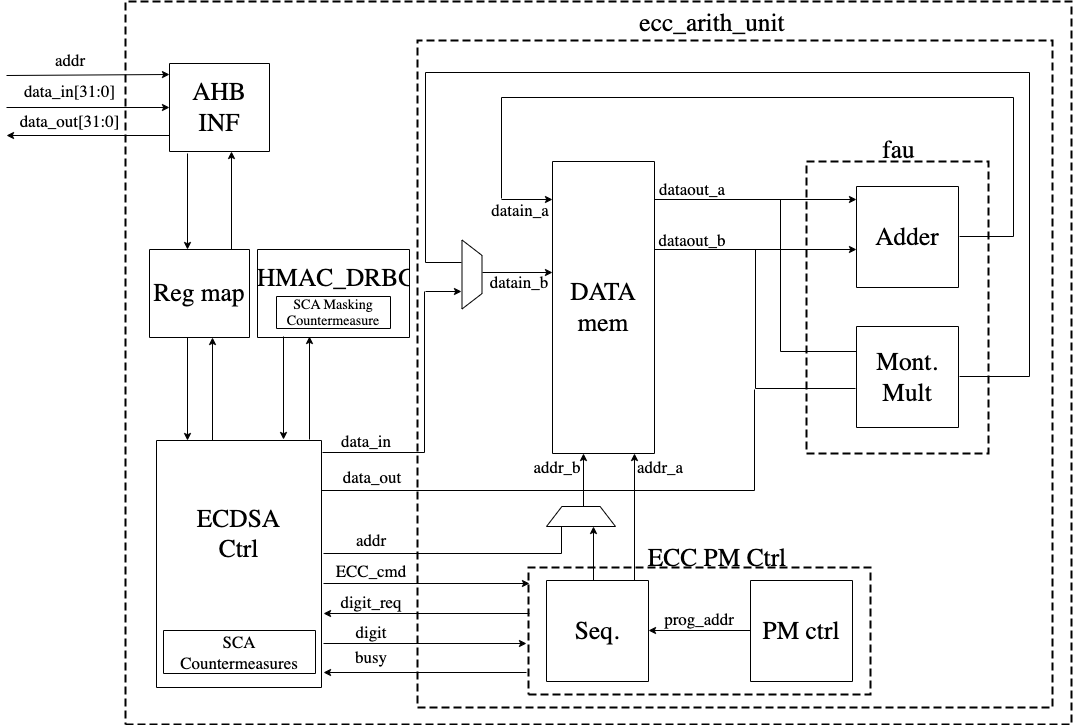 ecc_arith_unit
addr
data_in[31:0]
data_out[31:0]
AHB
INF
fau
datain_a
dataout_a
dataout_b
datain_b
Adder
DATA
mem
Mont.
Mult
Reg map
HMAC_DRBG
SCA Masking
Countermeasure
data_in
data_out
addr_b
addr_a
ECDSA
Ctrl
addr
ECC_cmd
digit_req
digit
busy
SCA
Countermeasures
ECC PM Ctrl
Seq.
prog_addr
PM ctrl